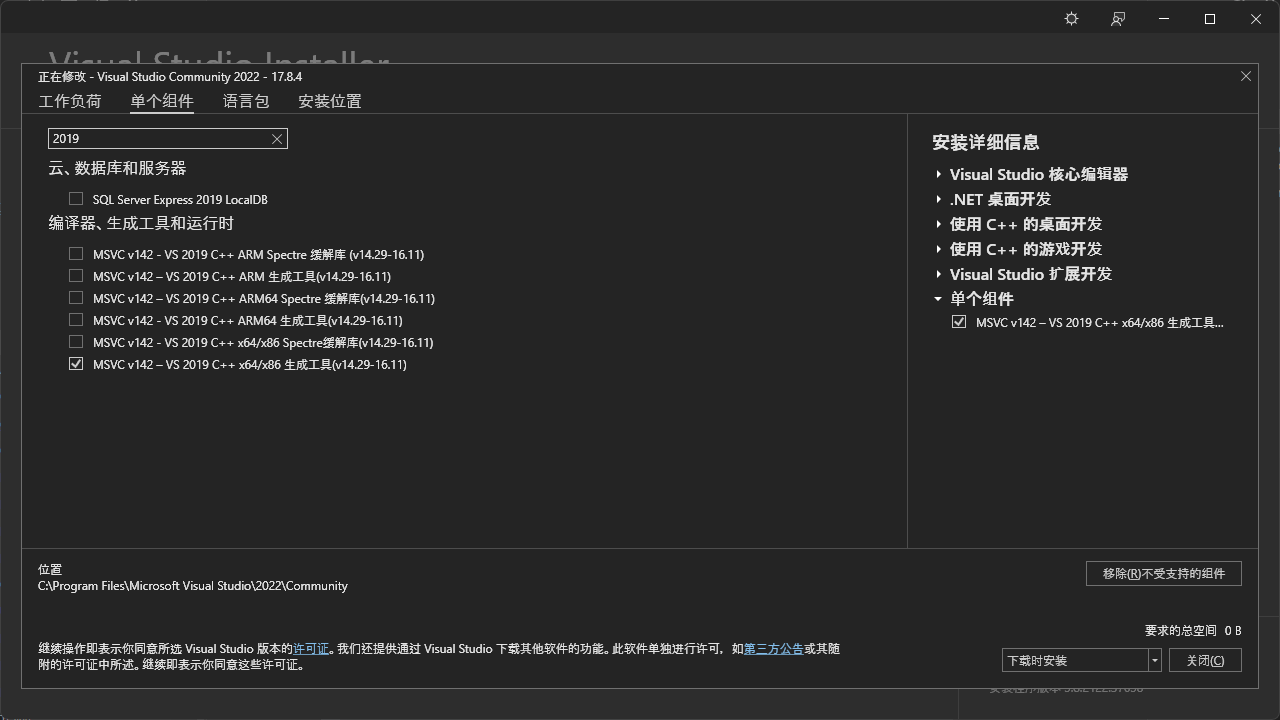 Visual Studio Installer
正在修改 - Visual Studio Community 2022 - 17.8.4
工作负荷 单个组件 语言包 安装位置
2019
云、数据库和服务器
SQL Server Express 2019 LocalDB
编译器、生成工具和运行时
MSVC v142 - VS 2019 C++ ARM Spectre 缓解库 (v14.29-16.11)
MSVC v142 – VS 2019 C++ ARM 生成工具(v14.29-16.11)
MSVC v142 – VS 2019 C++ ARM64 Spectre 缓解库(v14.29-16.11)
MSVC v142 - VS 2019 C++ ARM64 生成工具(v14.29-16.11)
MSVC v142 - VS 2019 C++ x64/x86 Spectre缓解库(v14.29-16.11)
MSVC v142 – VS 2019 C++ x64/x86 生成工具(v14.29-16.11)
安装详细信息
Visual Studio 核心编辑器
.NET 桌面开发
使用 C++ 的桌面开发
使用 C++ 的游戏开发
Visual Studio 扩展开发
单个组件
MSVC v142 – VS 2019 C++ x64/x86 生成工具...
位置
C:\Program Files\Microsoft Visual Studio\2022\Community
移除(R)不受支持的组件
要求的总空间 0 B
继续操作即表示你同意所选 Visual Studio 版本的许可证。我们还提供通过 Visual Studio 下载其他软件的功能。此软件单独进行许可，如第三方公告或其随
附的许可证中所述。继续即表示你同意这些许可证。
下载时安装
关闭(C)